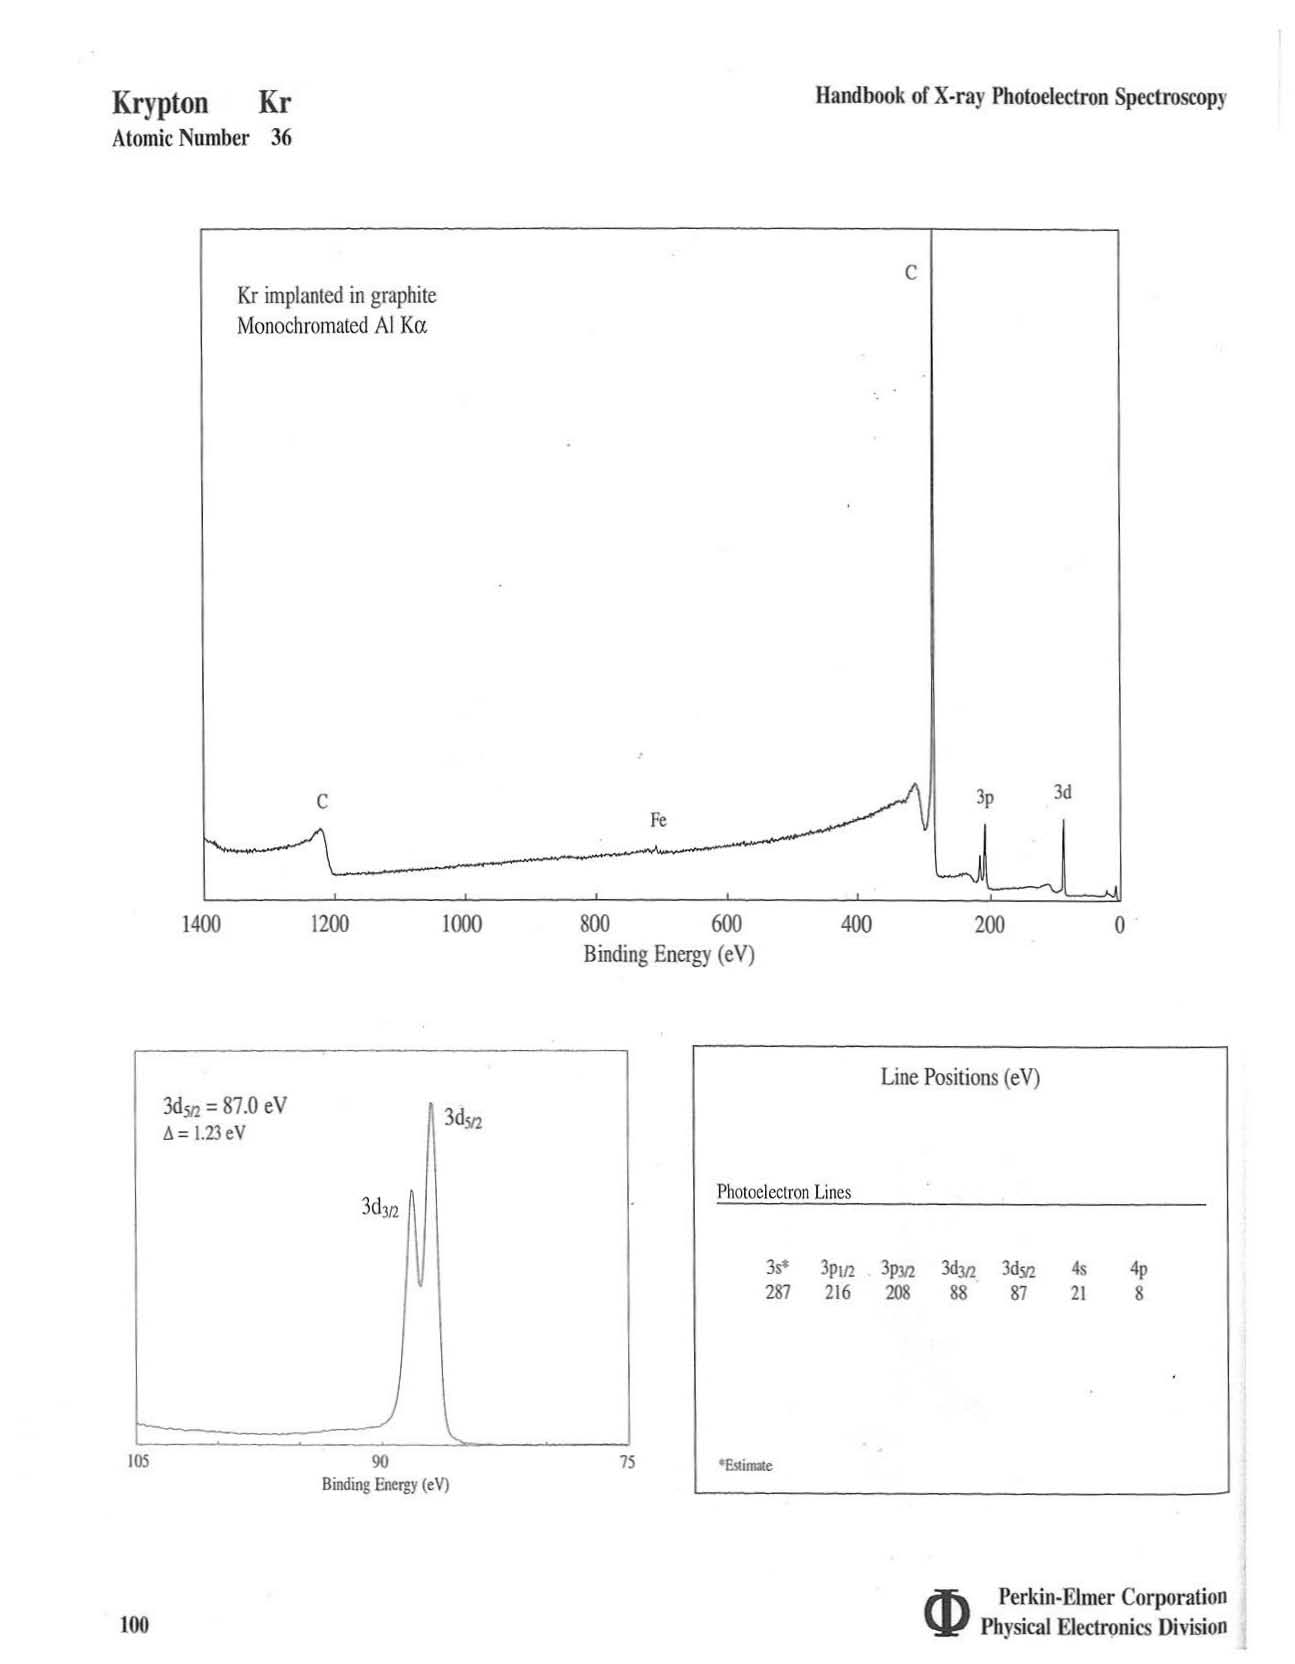 Krypton Kr
Atomic Number 36
Handbook of X-ray Photoelectron Spectroscopy
Kr implanted in graphite
Monochromated Al Kα
C
C
Fe
3p
3d
1400 1200 1000 800 600 400 200 0
Binding Energy (eV)
3d5/2 = 87.0 eV
Δ = 1.23 eV
3d5/2
3d3/2
105 90 75
Binding Energy (eV)
Line Positions (eV)
Photoelectron Lines
3s* 3p1/2 3p3/2 3d3/2 3d5/2 4s 4p
287 216 208 88 87 21 8
*Estimate
100
Perkin-Elmer Corporation
Physical Electronics Division